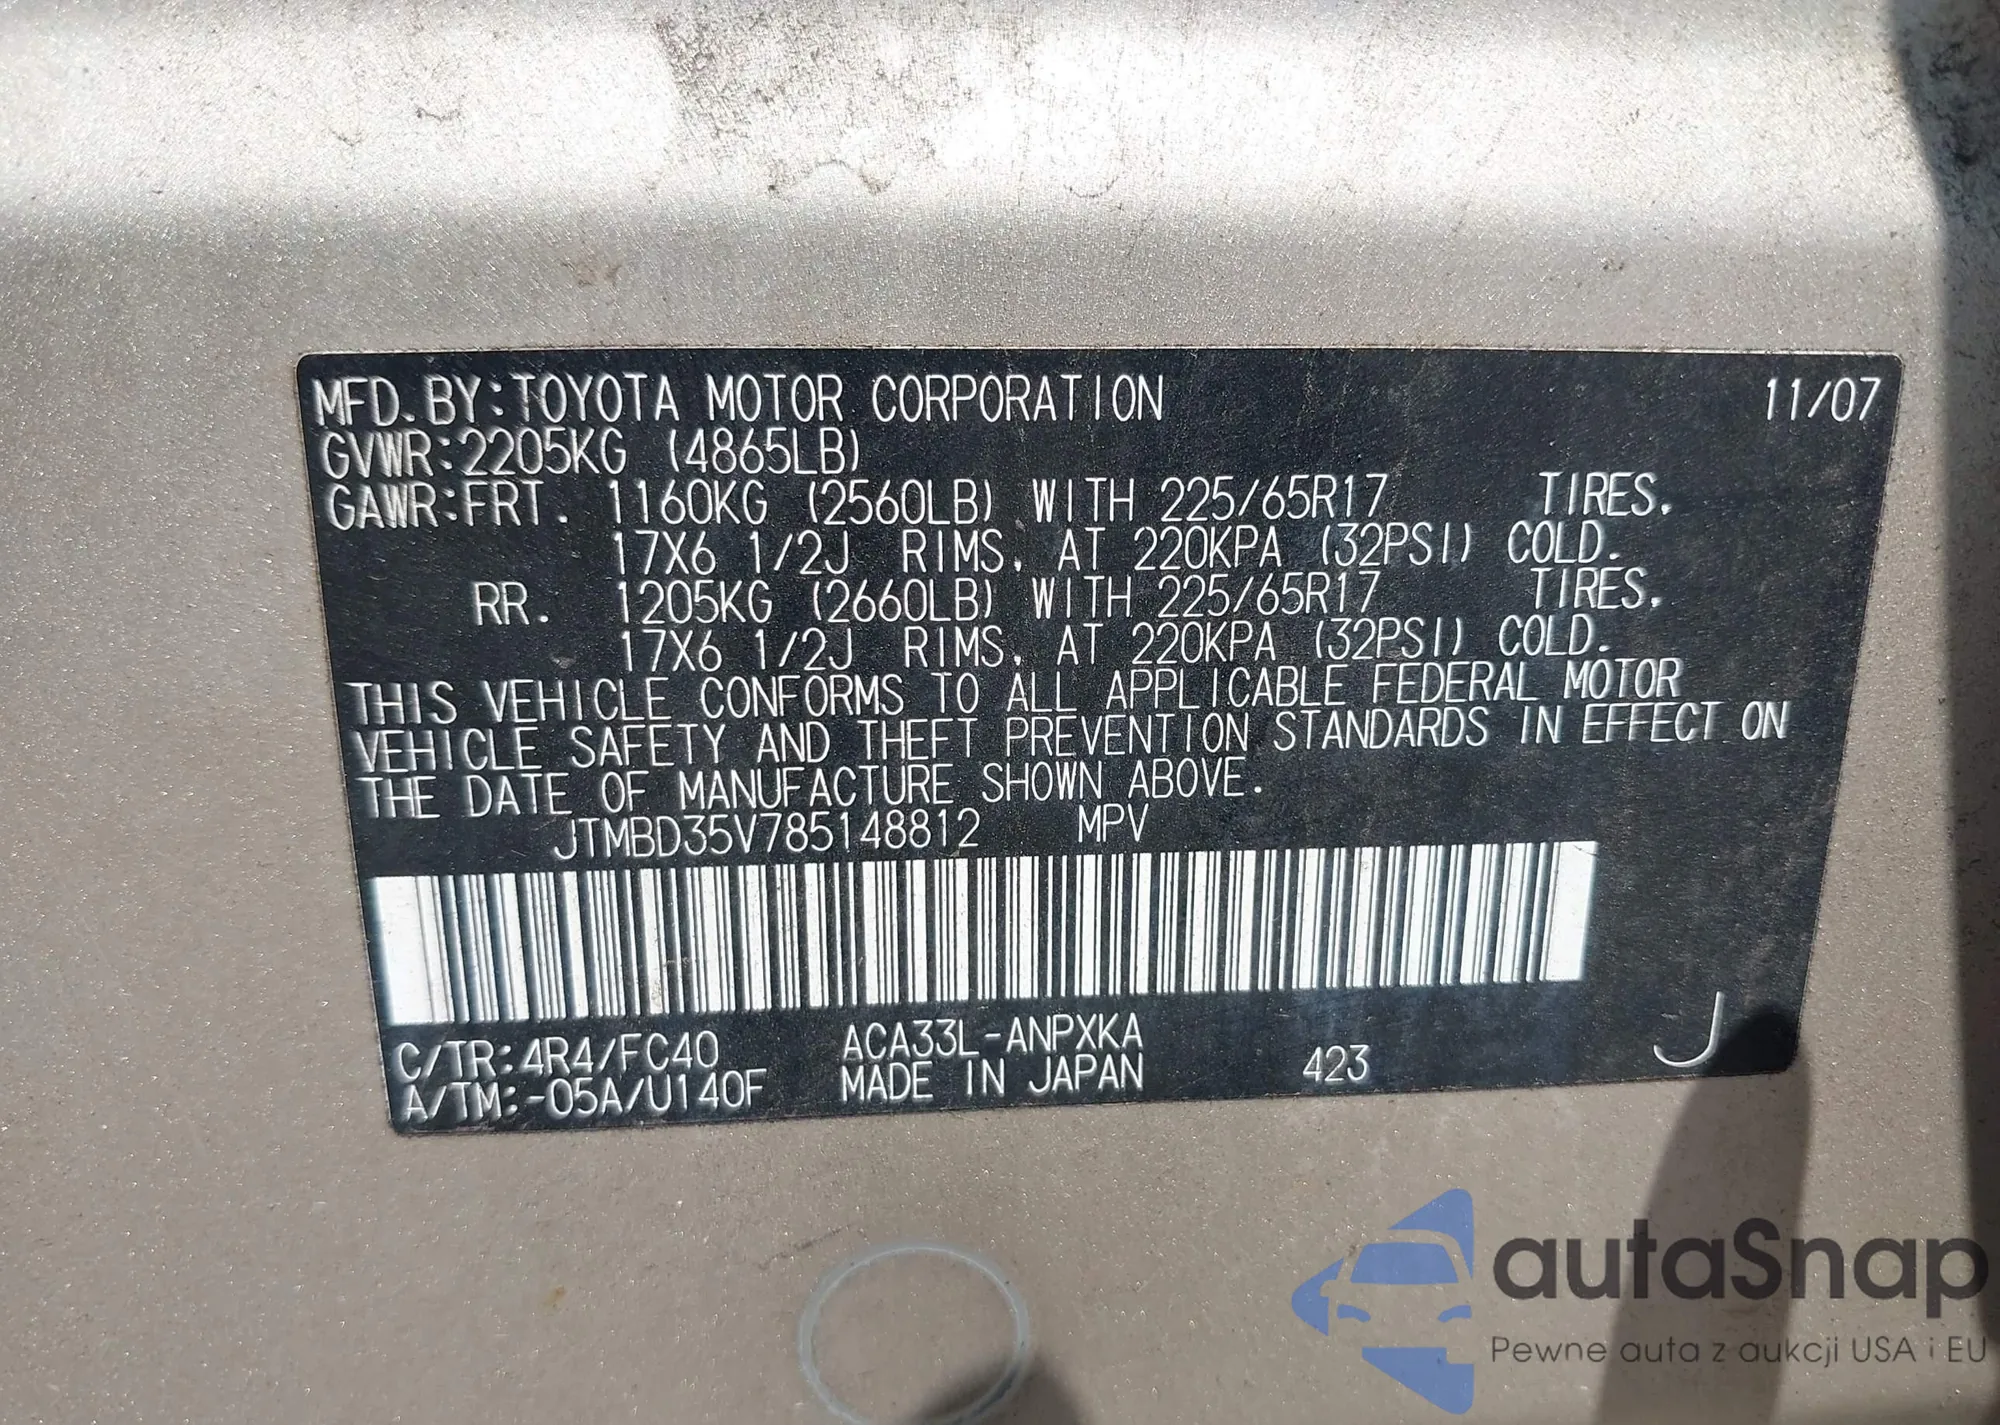 MFD. BY:TOYOTA MOTOR CORPORATION 11/07
GVWR:2205KG (4865LB)
GAWR:FRT. 1160KG (2560LB) WITH 225/65R17 TIRES,
17X6 1/2J RIMS, AT 220KPA (32PSI) COLD.
RR. 1205KG (2660LB) WITH 225/65R17 TIRES,
17X6 1/2J RIMS, AT 220KPA (32PSI) COLD.
THIS VEHICLE CONFORMS TO ALL APPLICABLE FEDERAL MOTOR
VEHICLE SAFETY AND THEFT PREVENTION STANDARDS IN EFFECT ON
THE DATE OF MANUFACTURE SHOWN ABOVE.
JTMBD35V785148812 MPV
C/TR:4R4/FC40 ACA33L-ANPXKA
A/TM:-05A/U140F MADE IN JAPAN 423 J
autaSnap
Pewne auta z aukcji USA i EU